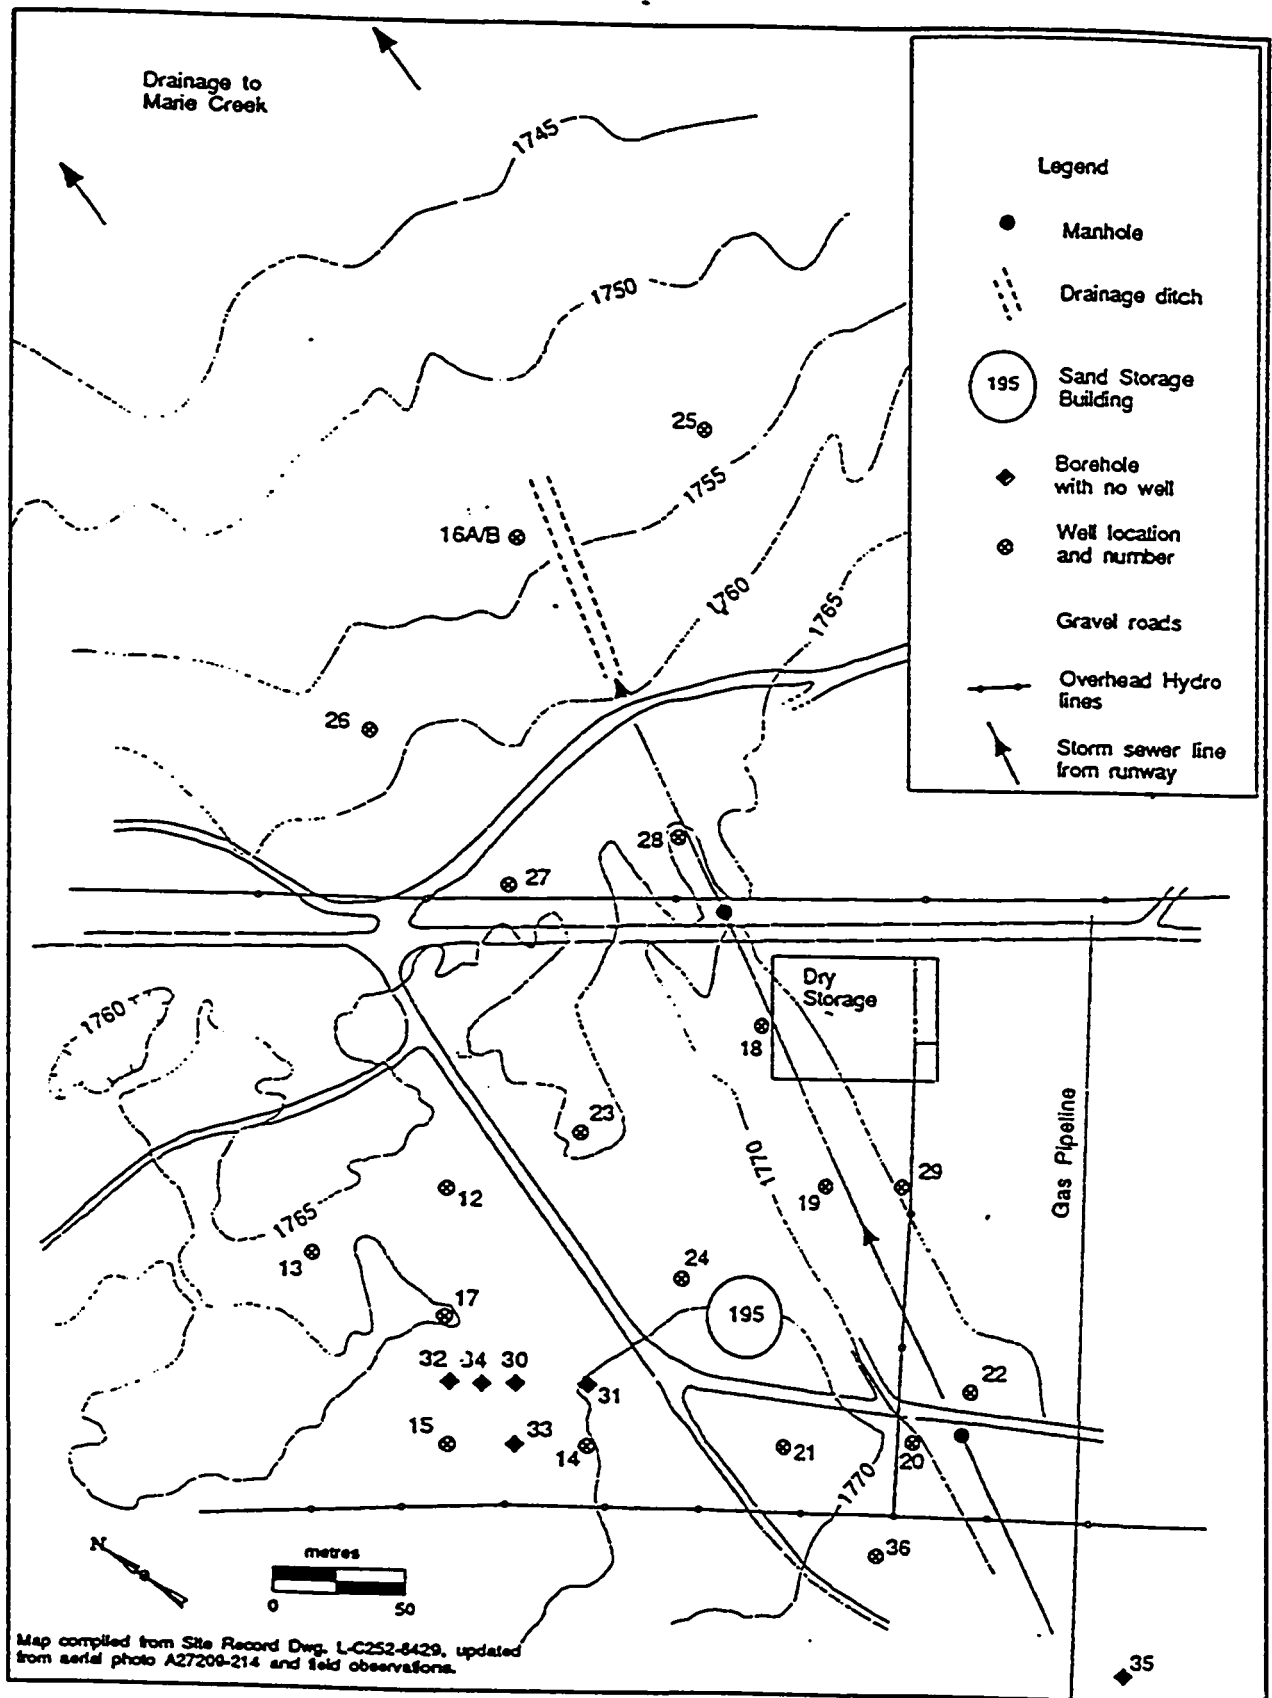 Drainage to
Marie Creek
1745
1750
25
1755
16A/B
1760
1765
26
28
27
Legend
Manhole
Drainage ditch
195
Sand Storage
Building
Borehole
with no well
Well location
and number
Gravel roads
Overhead Hydro
lines
Storm sewer line
from runway
Dry
Storage
1760
18
23
1770
Gas Pipeline
12
19
29
1765
13
24
17
195
32
34
30
31
22
15
33
14
21
20
1770
36
N
metres
0
50
Map compiled from Site Record Dwg. L-C252-8429, updated
from aerial photo A27209-214 and field observations.
35